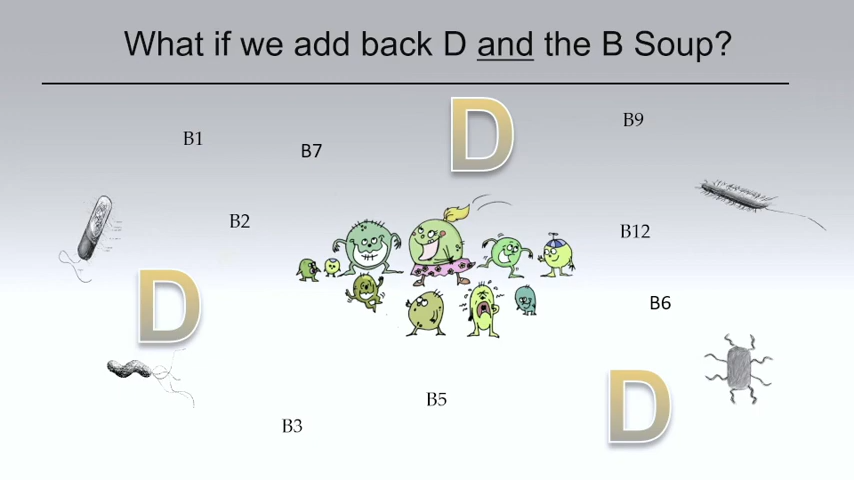 What if we add back D and the B Soup?
D
B9
B1
B7
B2
B12
D
B6
D
B5
B3